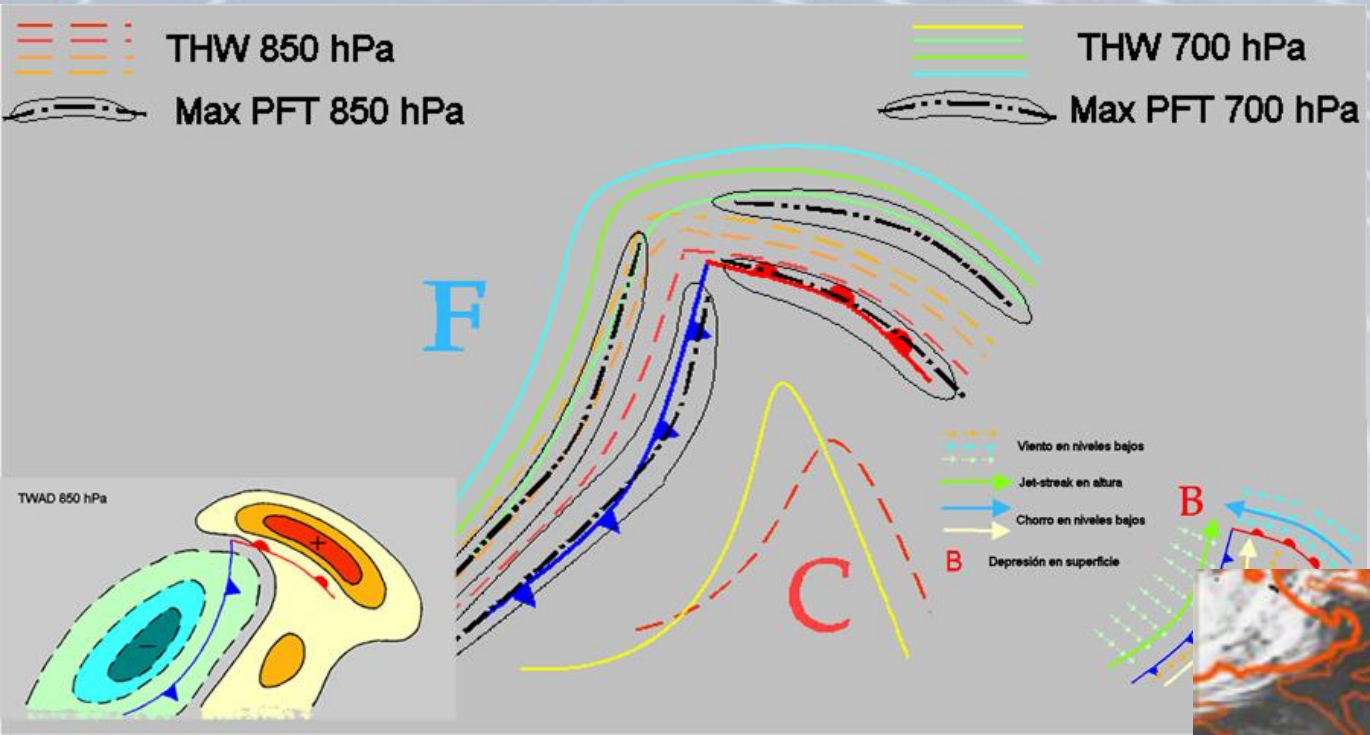 THW 850 hPa
Max PFT 850 hPa
THW 700 hPa
Max PFT 700 hPa
F
C
TWAD 850 hPa
+
−
Viento en niveles bajos
Jet-streak en altura
Chorro en niveles bajos
B Depresión en superficie
B